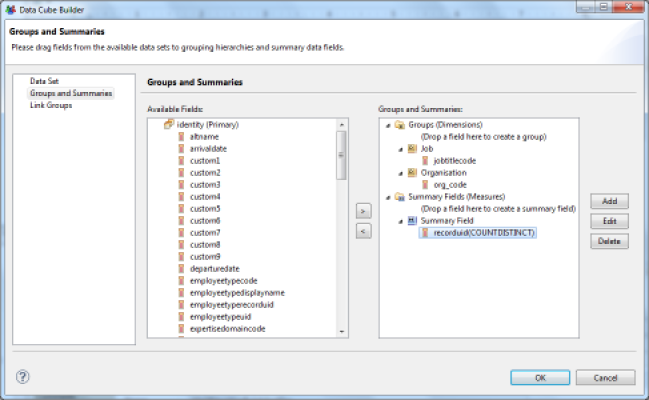 Data Cube Builder
Groups and Summaries
Please drag fields from the available data sets to grouping hierarchies and summary data fields.
Data Set
Groups and Summaries
Link Groups
Groups and Summaries
Available Fields:
identity (Primary)
altname
arrivaldate
custom1
custom2
custom3
custom4
custom5
custom6
custom7
custom8
custom9
departuredate
employeetypecode
employeetypedisplayname
employeetyperecorduid
employeetypeuid
expertisedomaincode
>
<
Groups and Summaries:
Groups (Dimensions)
(Drop a field here to create a group)
Job
jobtitlecode
Organisation
org_code
Summary Fields (Measures)
(Drop a field here to create a summary field)
Summary Field
recorduid(COUNTDISTINCT)
Add
Edit
Delete
?
OK
Cancel